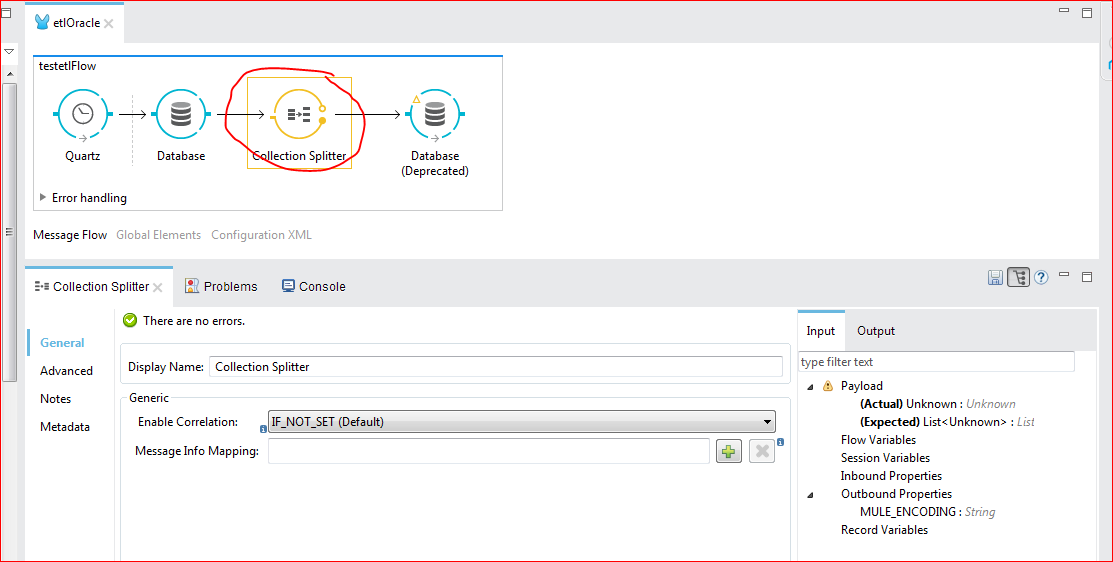 etlOracle
testetlFlow
Quartz
Database
Collection Splitter
Database
(Deprecated)
Error handling
Message Flow Global Elements Configuration XML
Collection Splitter Problems Console
There are no errors.
General
Advanced
Notes
Metadata
Display Name: Collection Splitter
Generic
Enable Correlation: IF_NOT_SET (Default)
Message Info Mapping:
Input Output
type filter text
Payload
(Actual) Unknown : Unknown
(Expected) List<Unknown> : List
Flow Variables
Session Variables
Inbound Properties
Outbound Properties
MULE_ENCODING : String
Record Variables